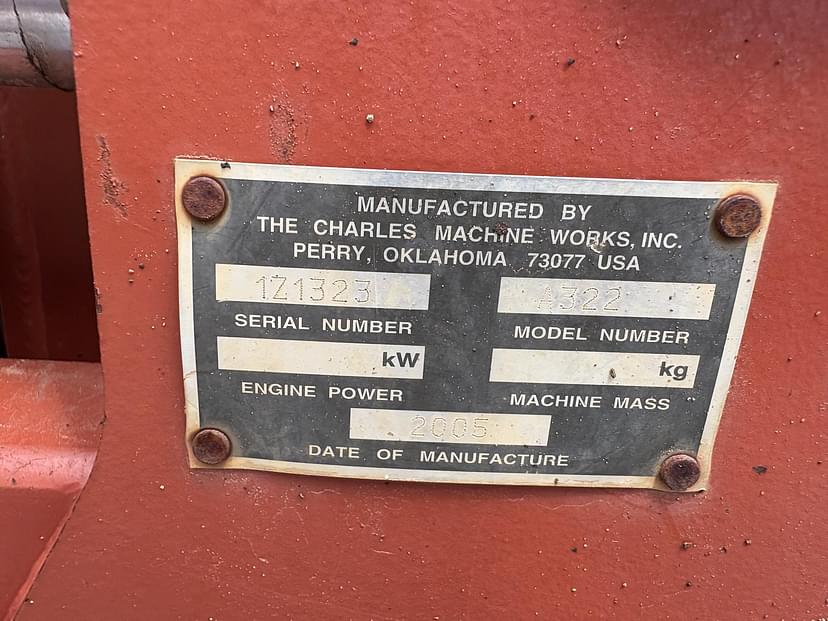 MANUFACTURED BY
THE CHARLES MACHINE WORKS, INC.
PERRY, OKLAHOMA 73077 USA
1Z1323 A322
SERIAL NUMBER MODEL NUMBER
kW kg
ENGINE POWER MACHINE MASS
2005
DATE OF MANUFACTURE